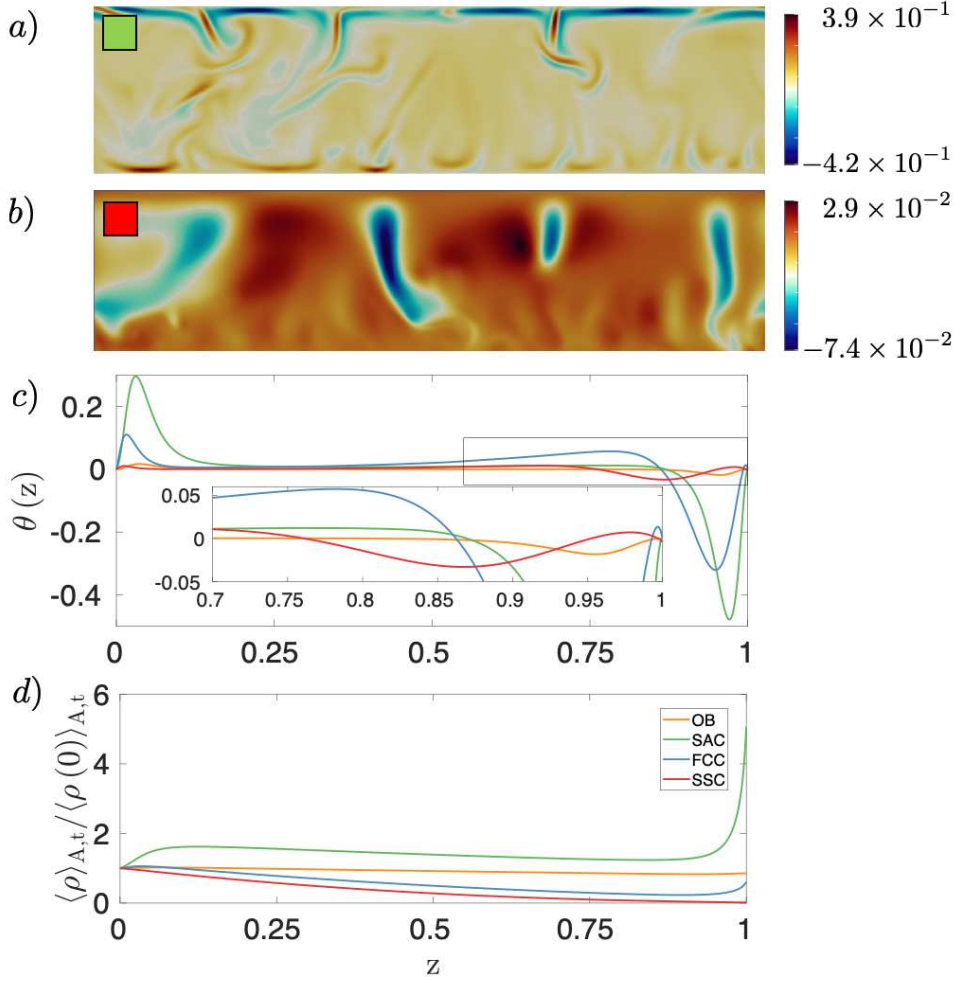 a)
3.9 × 10⁻¹
−4.2 × 10⁻¹
b)
2.9 × 10⁻²
−7.4 × 10⁻²
c)
0.2
0
-0.2
-0.4
θ (z)
0.05
0
-0.05
0.7 0.75 0.8 0.85 0.9 0.95 1
0 0.25 0.5 0.75 1
d)
6
4
2
0
⟨ρ⟩A,t/⟨ρ (0)⟩A,t
OB
SAC
FCC
SSC
0 0.25 0.5 0.75 1
z